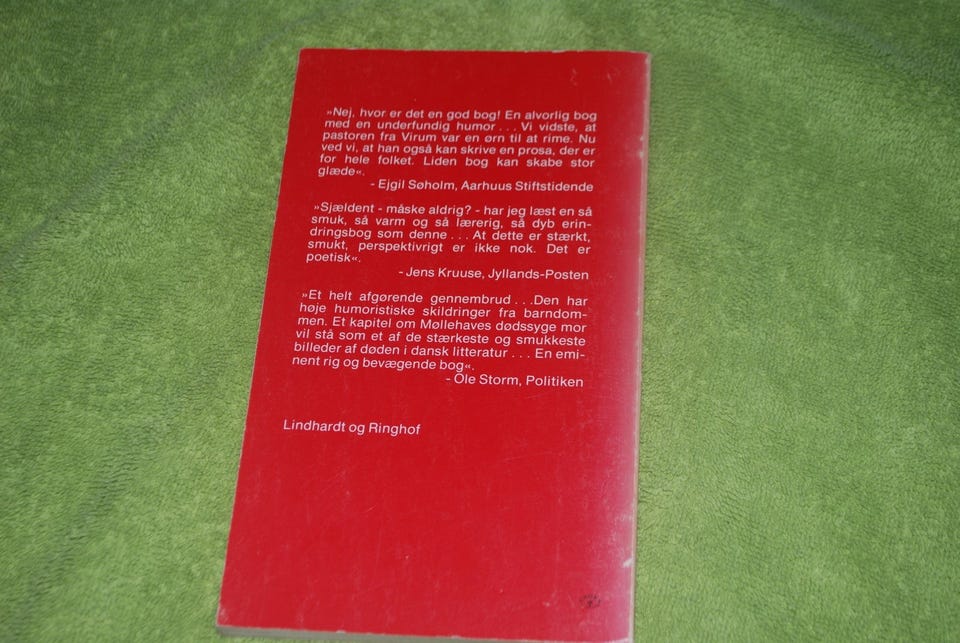 »Nej, hvor er det en god bog! En alvorlig bog
med en underfundig humor . . . Vi vidste, at
pastoren fra Virum var en ørn til at rime. Nu
ved vi, at han også kan skrive en prosa, der er
for hele folket. Liden bog kan skabe stor
glæde«.
- Ejgil Søholm, Aarhuus Stiftstidende
»Sjældent - måske aldrig? - har jeg læst en så
smuk, så varm og så lærerig, så dyb erin-
dringsbog som denne . . . At dette er stærkt,
smukt, perspektivrigt er ikke nok. Det er
poetisk«.
- Jens Kruuse, Jyllands-Posten
»Et helt afgørende gennembrud . . .Den har
høje humoristiske skildringer fra barndom-
men. Et kapitel om Møllehaves dødssyge mor
vil stå som et af de stærkeste og smukkeste
billeder af døden i dansk litteratur . . . En emi-
nent rig og bevægende bog«.
- Ole Storm, Politiken
Lindhardt og Ringhof